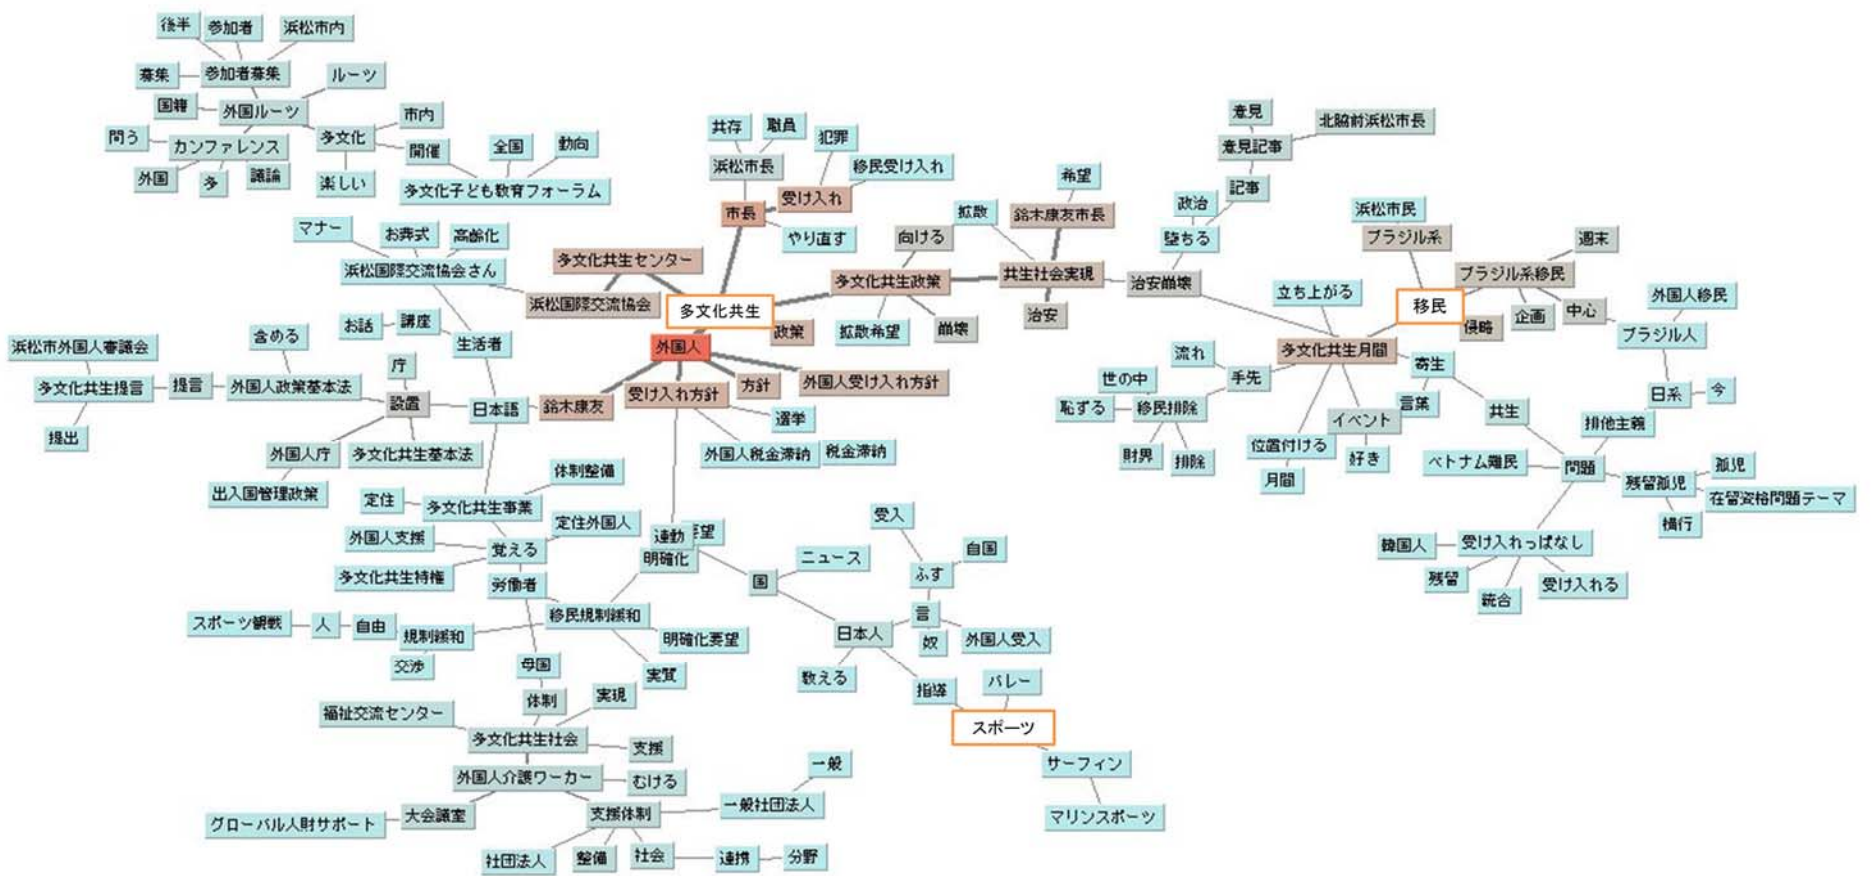 後半
参加者
浜松市内
募集
参加者募集
ルーツ
国籍
外国ルーツ
市内
問う
カンファレンス
多文化
開催
全国
動向
外国
多
議論
楽しい
多文化子ども教育フォーラム
共存
職員
犯罪
浜松市長
移民受け入れ
市長
受け入れ
やり直す
マナー
お葬式
高齢化
浜松国際交流協会さん
多文化共生センター
浜松国際交流協会
多文化共生
政策
外国人
希望
拡散
鈴木康友市長
向ける
多文化共生政策
共生社会実現
治安崩壊
拡散希望
崩壊
治安
意見
北脇前浜松市長
意見記事
記事
政治
堕ちる
浜松市民
ブラジル系
週末
ブラジル系移民
立ち上がる
移民
侵略
企画
中心
外国人移民
ブラジル人
多文化共生月間
流れ
手先
寄生
世の中
恥ずる
移民排除
財界
排除
言葉
イベント
位置付ける
好き
月間
共生
日系
今
排他主義
ベトナム難民
問題
孤児
残留孤児
在留資格問題テーマ
横行
韓国人
受け入れっぱなし
残留
統合
受け入れる
お話
講座
生活者
含める
浜松市外国人審議会
庁
多文化共生提言
提言
外国人政策基本法
設置
日本語
鈴木康友
受け入れ方針
方針
外国人受け入れ方針
選挙
提出
外国人庁
多文化共生基本法
外国人税金滞納
税金滞納
出入国管理政策
体制整備
定住
多文化共生事業
定住外国人
外国人支援
覚える
多文化共生特権
労働者
連動
要望
明確化
国
ニュース
受入
自国
ふす
言
日本人
奴
外国人受入
教える
指導
バレー
スポーツ
サーフィン
マリンスポーツ
移民規制緩和
スポーツ観戦
人
自由
規制緩和
明確化要望
交渉
母国
実質
体制
実現
福祉交流センター
多文化共生社会
支援
外国人介護ワーカー
むける
一般
大会議室
支援体制
一般社団法人
グローバル人財サポート
社団法人
整備
社会
連携
分野